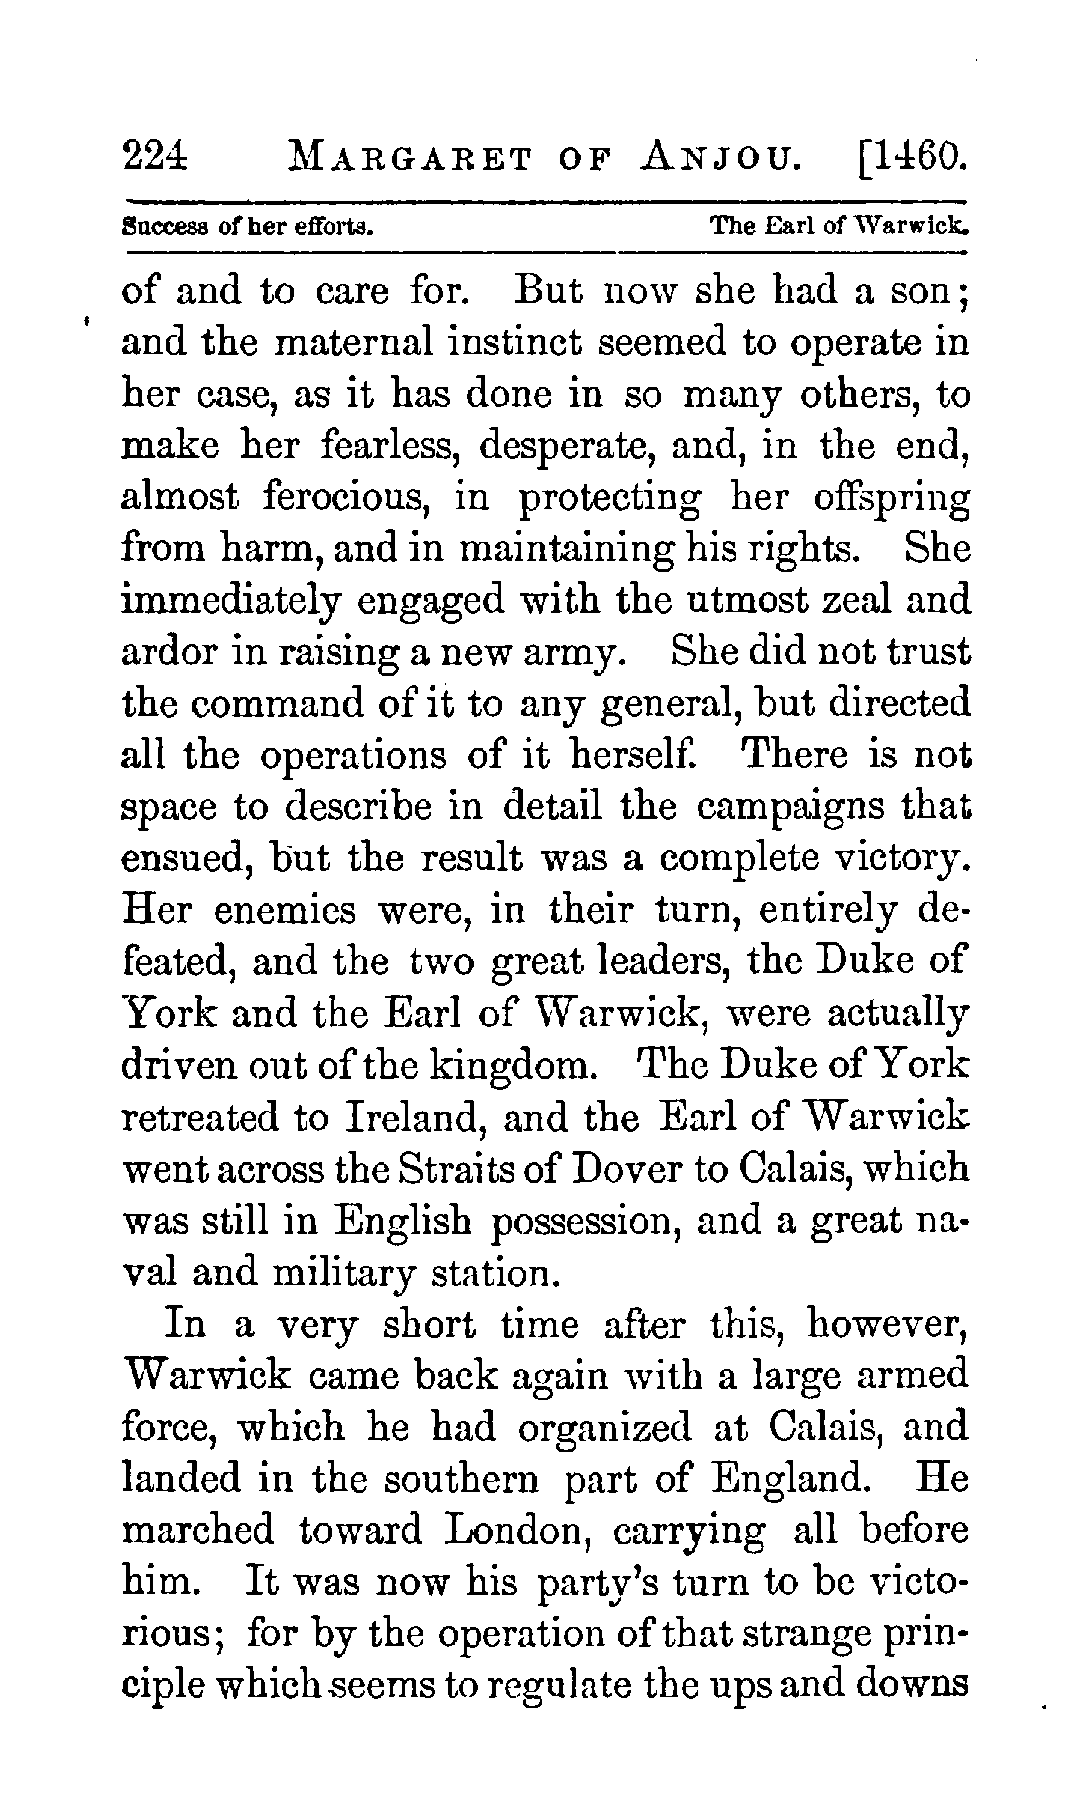 224 MARGARET OF ANJOU. [1460.
Success of her efforts. The Earl of Warwick.
of and to care for. But now she had a son;
and the maternal instinct seemed to operate in
her case, as it has done in so many others, to
make her fearless, desperate, and, in the end,
almost ferocious, in protecting her offspring
from harm, and in maintaining his rights. She
immediately engaged with the utmost zeal and
ardor in raising a new army. She did not trust
the command of it to any general, but directed
all the operations of it herself. There is not
space to describe in detail the campaigns that
ensued, but the result was a complete victory.
Her enemies were, in their turn, entirely de-
feated, and the two great leaders, the Duke of
York and the Earl of Warwick, were actually
driven out of the kingdom. The Duke of York
retreated to Ireland, and the Earl of Warwick
went across the Straits of Dover to Calais, which
was still in English possession, and a great na-
val and military station.
In a very short time after this, however,
Warwick came back again with a large armed
force, which he had organized at Calais, and
landed in the southern part of England. He
marched toward London, carrying all before
him. It was now his party's turn to be victo-
rious; for by the operation of that strange prin-
ciple which seems to regulate the ups and downs